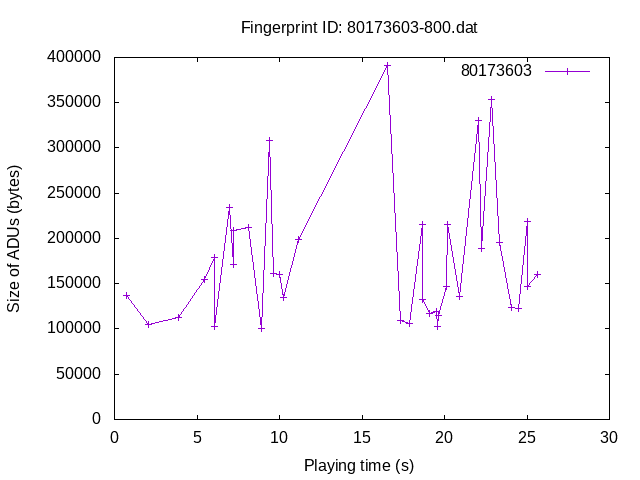 Fingerprint ID: 80173603-800.dat
80173603
400000
350000
300000
250000
200000
150000
100000
50000
0
Size of ADUs (bytes)
0 5 10 15 20 25 30
Playing time (s)